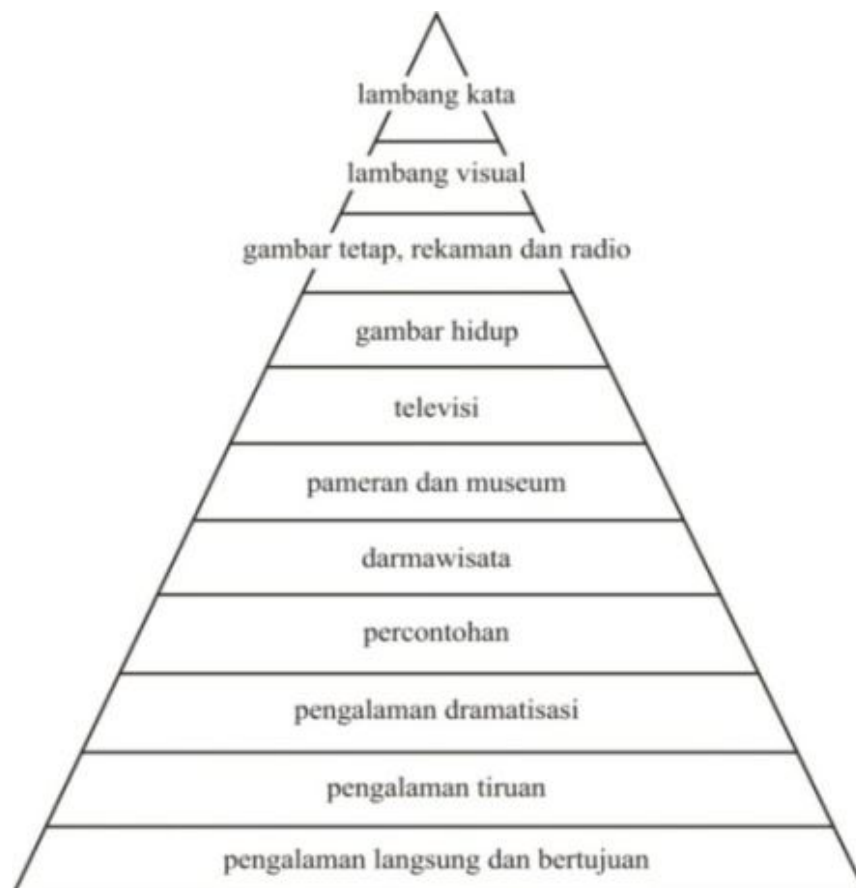 lambang kata
lambang visual
gambar tetap, rekaman dan radio
gambar hidup
televisi
pameran dan museum
darmawisata
percontohan
pengalaman dramatisasi
pengalaman tiruan
pengalaman langsung dan bertujuan